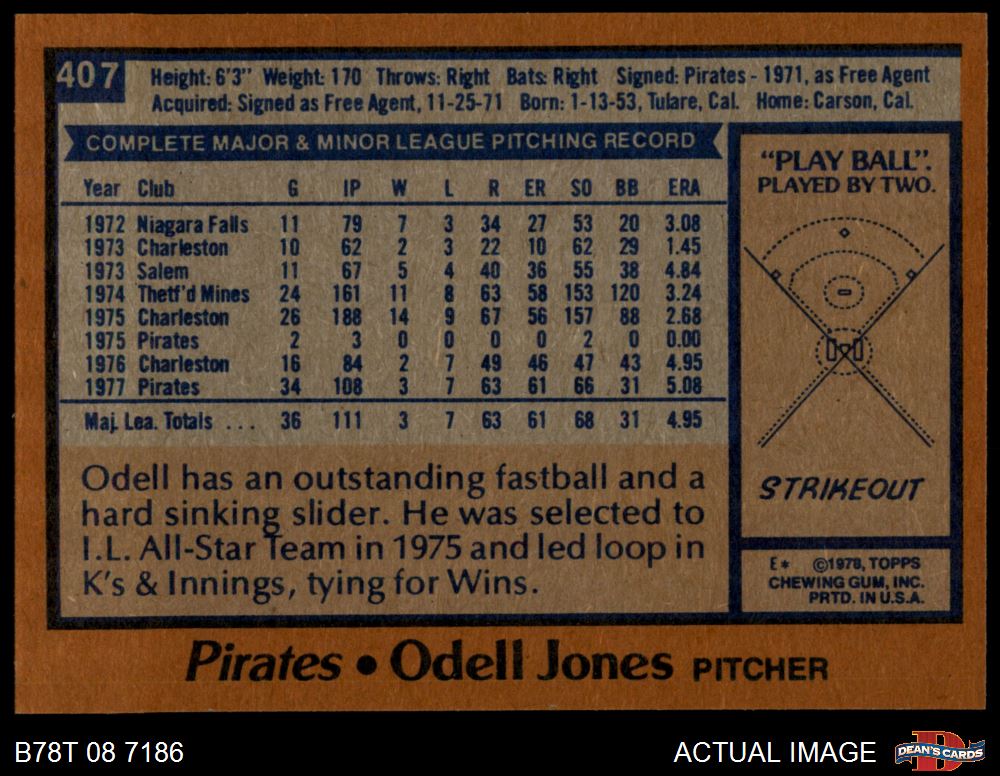 407
Height: 6'3" Weight: 170 Throws: Right Bats: Right Signed: Pirates - 1971, as Free Agent
Acquired: Signed as Free Agent, 11-25-71 Born: 1-13-53, Tulare, Cal. Home: Carson, Cal.
COMPLETE MAJOR & MINOR LEAGUE PITCHING RECORD
Year Club G IP W L R ER SO BB ERA
1972 Niagara Falls 11 79 7 3 34 27 53 20 3.08
1973 Charleston 10 62 2 3 22 10 62 29 1.45
1973 Salem 11 67 5 4 40 36 55 38 4.84
1974 Thetf'd Mines 24 161 11 8 63 58 153 120 3.24
1975 Charleston 26 188 14 9 67 56 157 88 2.68
1975 Pirates 2 3 0 0 0 0 2 0 0.00
1976 Charleston 16 84 2 7 49 46 47 43 4.95
1977 Pirates 34 108 3 7 63 61 66 31 5.08
Maj. Lea. Totals ... 36 111 3 7 63 61 68 31 4.95
Odell has an outstanding fastball and a
hard sinking slider. He was selected to
I.L. All-Star Team in 1975 and led loop in
K's & Innings, tying for Wins.
"PLAY BALL".
PLAYED BY TWO.
STRIKEOUT
E* ©1978, TOPPS
CHEWING GUM, INC.
PRTD. IN U.S.A.
Pirates • Odell Jones PITCHER
B78T 08 7186
ACTUAL IMAGE
D
DEAN'S CARDS